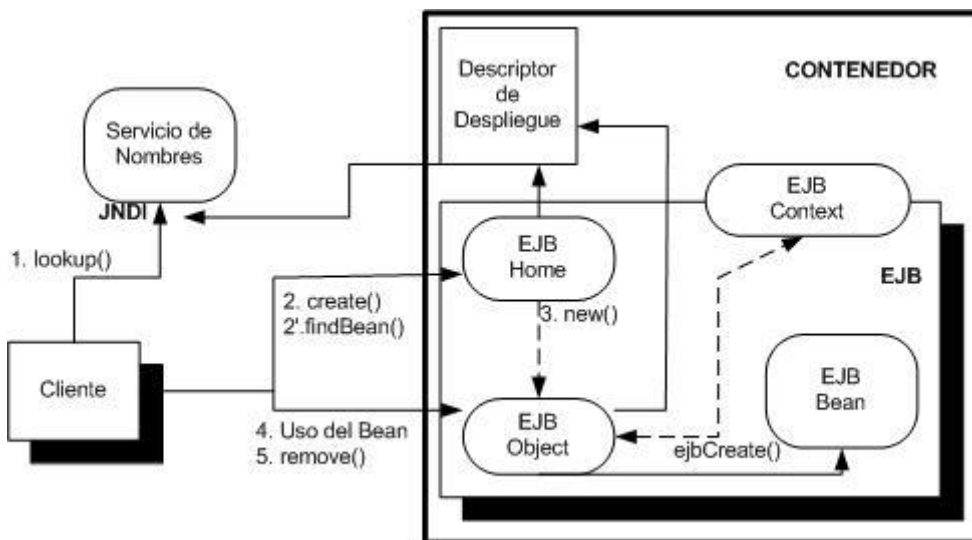 Descriptor
de
Despliegue
CONTENEDOR
Servicio de
Nombres
JNDI
EJB
Context
1. lookup()
EJB
Home
EJB
2. create()
2'.findBean()
3. new()
Cliente
EJB
Bean
EJB
Object
4. Uso del Bean
5. remove()
ejbCreate()